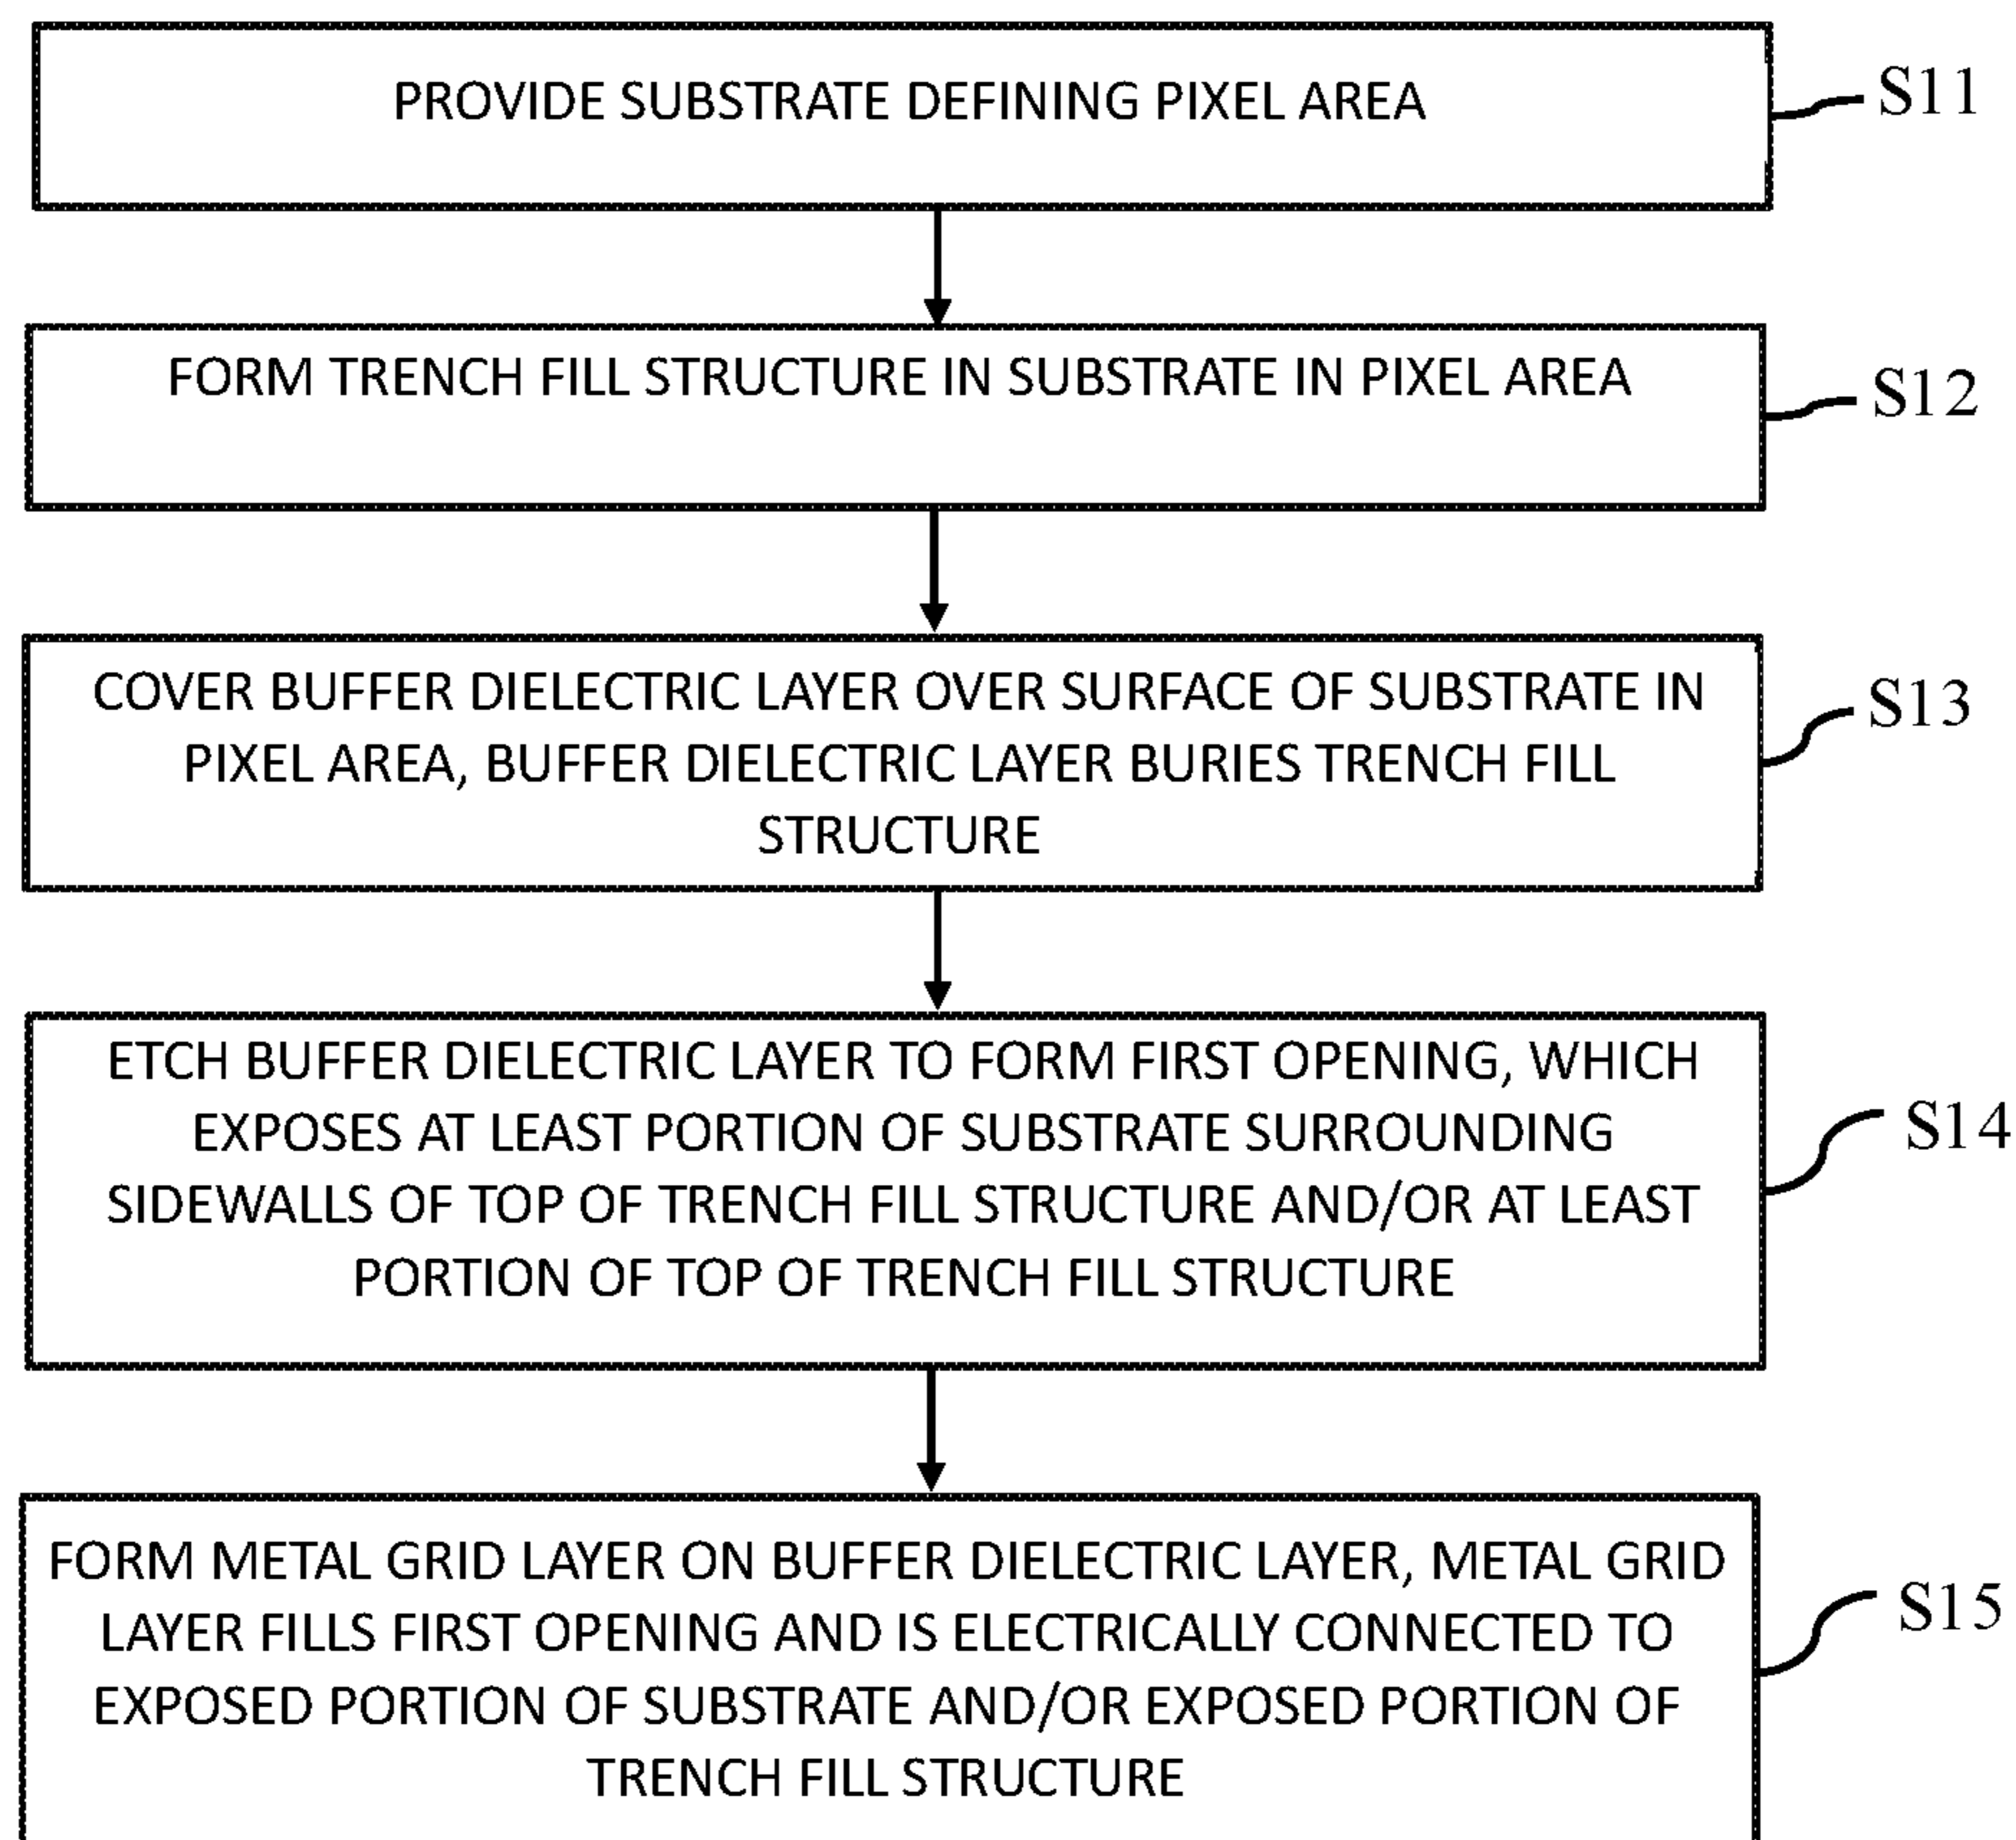 PROVIDE SUBSTRATE DEFINING PIXEL AREA
S11
FORM TRENCH FILL STRUCTURE IN SUBSTRATE IN PIXEL AREA
S12
COVER BUFFER DIELECTRIC LAYER OVER SURFACE OF SUBSTRATE IN
PIXEL AREA, BUFFER DIELECTRIC LAYER BURIES TRENCH FILL
STRUCTURE
S13
ETCH BUFFER DIELECTRIC LAYER TO FORM FIRST OPENING, WHICH
EXPOSES AT LEAST PORTION OF SUBSTRATE SURROUNDING
SIDEWALLS OF TOP OF TRENCH FILL STRUCTURE AND/OR AT LEAST
PORTION OF TOP OF TRENCH FILL STRUCTURE
S14
FORM METAL GRID LAYER ON BUFFER DIELECTRIC LAYER, METAL GRID
LAYER FILLS FIRST OPENING AND IS ELECTRICALLY CONNECTED TO
EXPOSED PORTION OF SUBSTRATE AND/OR EXPOSED PORTION OF
TRENCH FILL STRUCTURE
S15